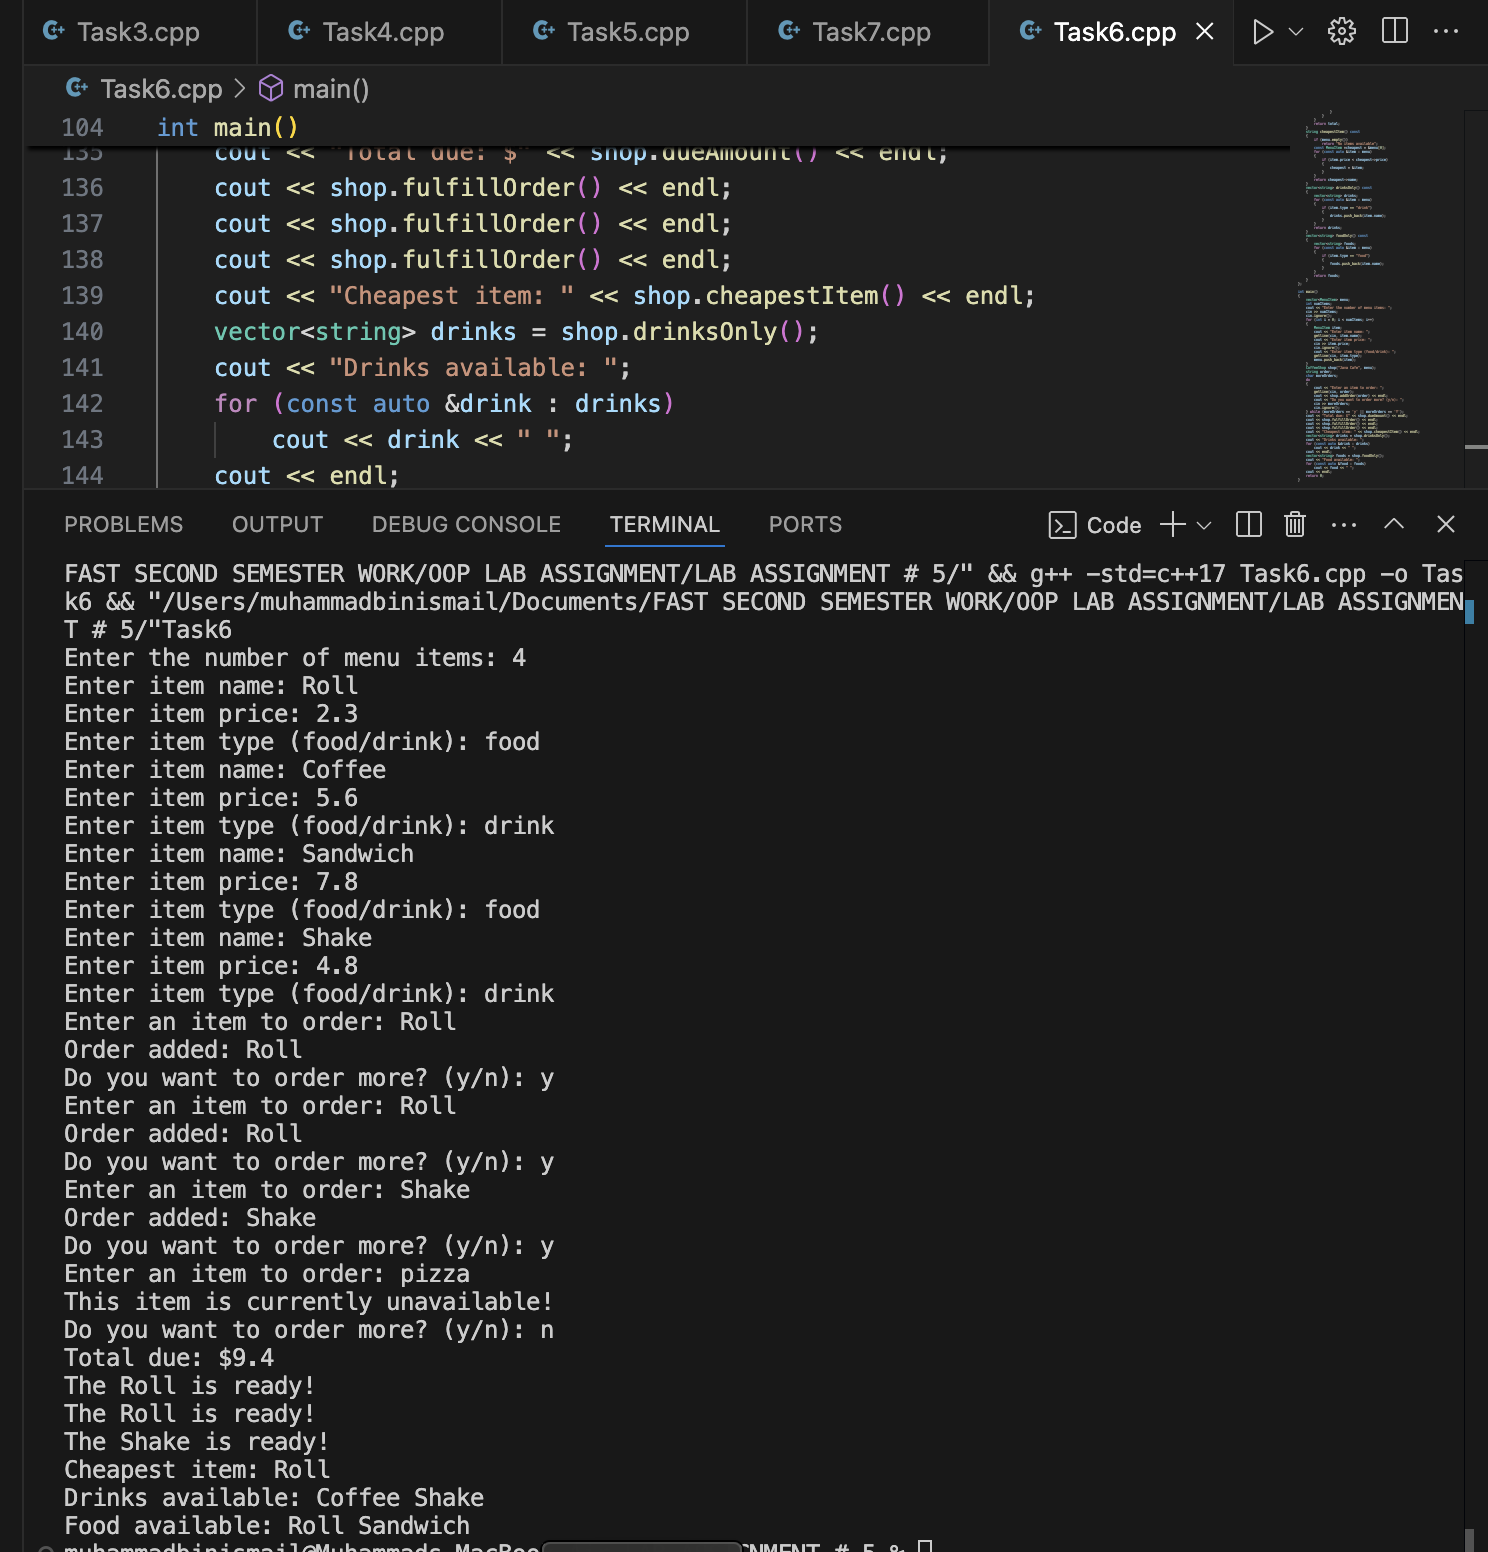 Task3.cpp Task4.cpp Task5.cpp Task7.cpp Task6.cpp
Task6.cpp > main()
104 int main()
135 cout << "Total due: $" << shop.dueAmount() << endl;
136 cout << shop.fulfillOrder() << endl;
137 cout << shop.fulfillOrder() << endl;
138 cout << shop.fulfillOrder() << endl;
139 cout << "Cheapest item: " << shop.cheapestItem() << endl;
140 vector<string> drinks = shop.drinksOnly();
141 cout << "Drinks available: ";
142 for (const auto &drink : drinks)
143 cout << drink << " ";
144 cout << endl;
PROBLEMS OUTPUT DEBUG CONSOLE TERMINAL PORTS Code
FAST SECOND SEMESTER WORK/OOP LAB ASSIGNMENT/LAB ASSIGNMENT # 5/" && g++ -std=c++17 Task6.cpp -o Tas
k6 && "/Users/muhammadbinismail/Documents/FAST SECOND SEMESTER WORK/OOP LAB ASSIGNMENT/LAB ASSIGNMEN
T # 5/"Task6
Enter the number of menu items: 4
Enter item name: Roll
Enter item price: 2.3
Enter item type (food/drink): food
Enter item name: Coffee
Enter item price: 5.6
Enter item type (food/drink): drink
Enter item name: Sandwich
Enter item price: 7.8
Enter item type (food/drink): food
Enter item name: Shake
Enter item price: 4.8
Enter item type (food/drink): drink
Enter an item to order: Roll
Order added: Roll
Do you want to order more? (y/n): y
Enter an item to order: Roll
Order added: Roll
Do you want to order more? (y/n): y
Enter an item to order: Shake
Order added: Shake
Do you want to order more? (y/n): y
Enter an item to order: pizza
This item is currently unavailable!
Do you want to order more? (y/n): n
Total due: $9.4
The Roll is ready!
The Roll is ready!
The Shake is ready!
Cheapest item: Roll
Drinks available: Coffee Shake
Food available: Roll Sandwich
muhammadbinismail@Muhammads-MacBoo # 5 %